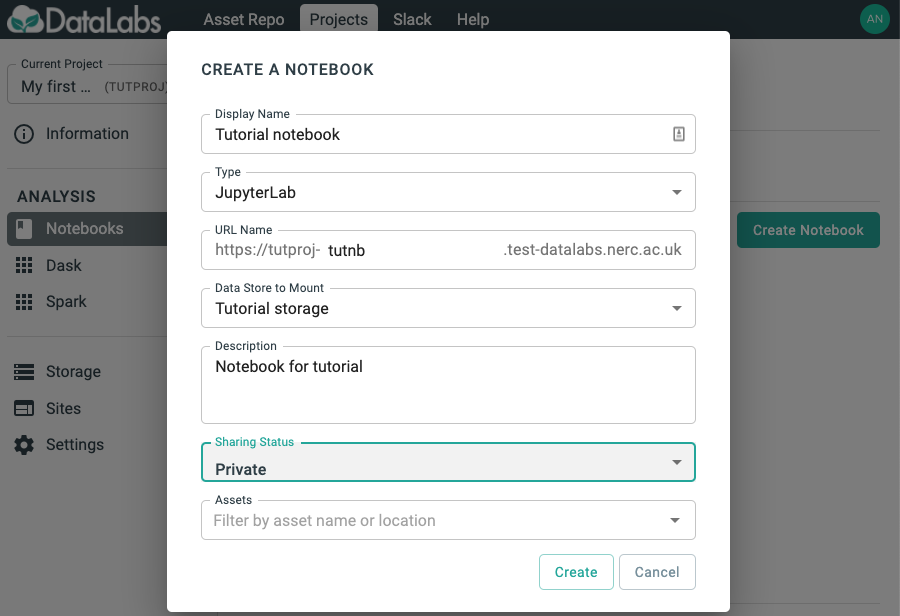 DataLabs
Asset Repo Projects Slack Help
AN
Current Project
My first ... (TUTPROJ)
Information
ANALYSIS
Notebooks
Dask
Spark
Storage
Sites
Settings
Create Notebook
CREATE A NOTEBOOK
Display Name
Tutorial notebook
Type
JupyterLab
URL Name
https://tutproj- tutnb .test-datalabs.nerc.ac.uk
Data Store to Mount
Tutorial storage
Description
Notebook for tutorial
Sharing Status
Private
Assets
Filter by asset name or location
Create Cancel